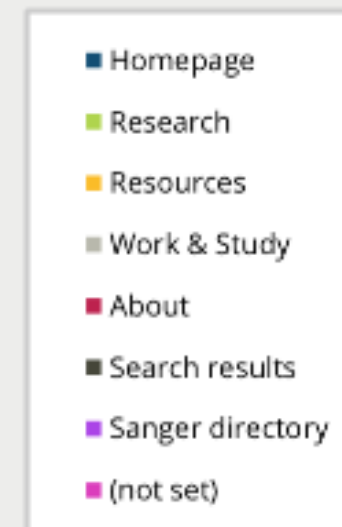 Homepage
Research
Resources
Work & Study
About
Search results
Sanger directory
(not set)